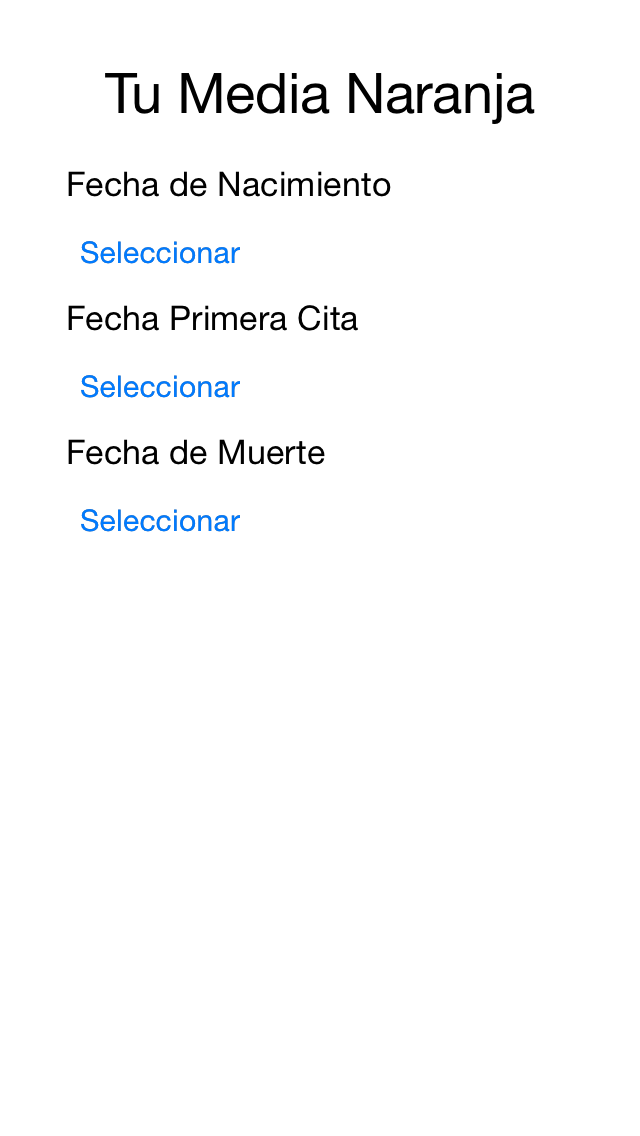 Tu Media Naranja
Fecha de Nacimiento
Seleccionar
Fecha Primera Cita
Seleccionar
Fecha de Muerte
Seleccionar